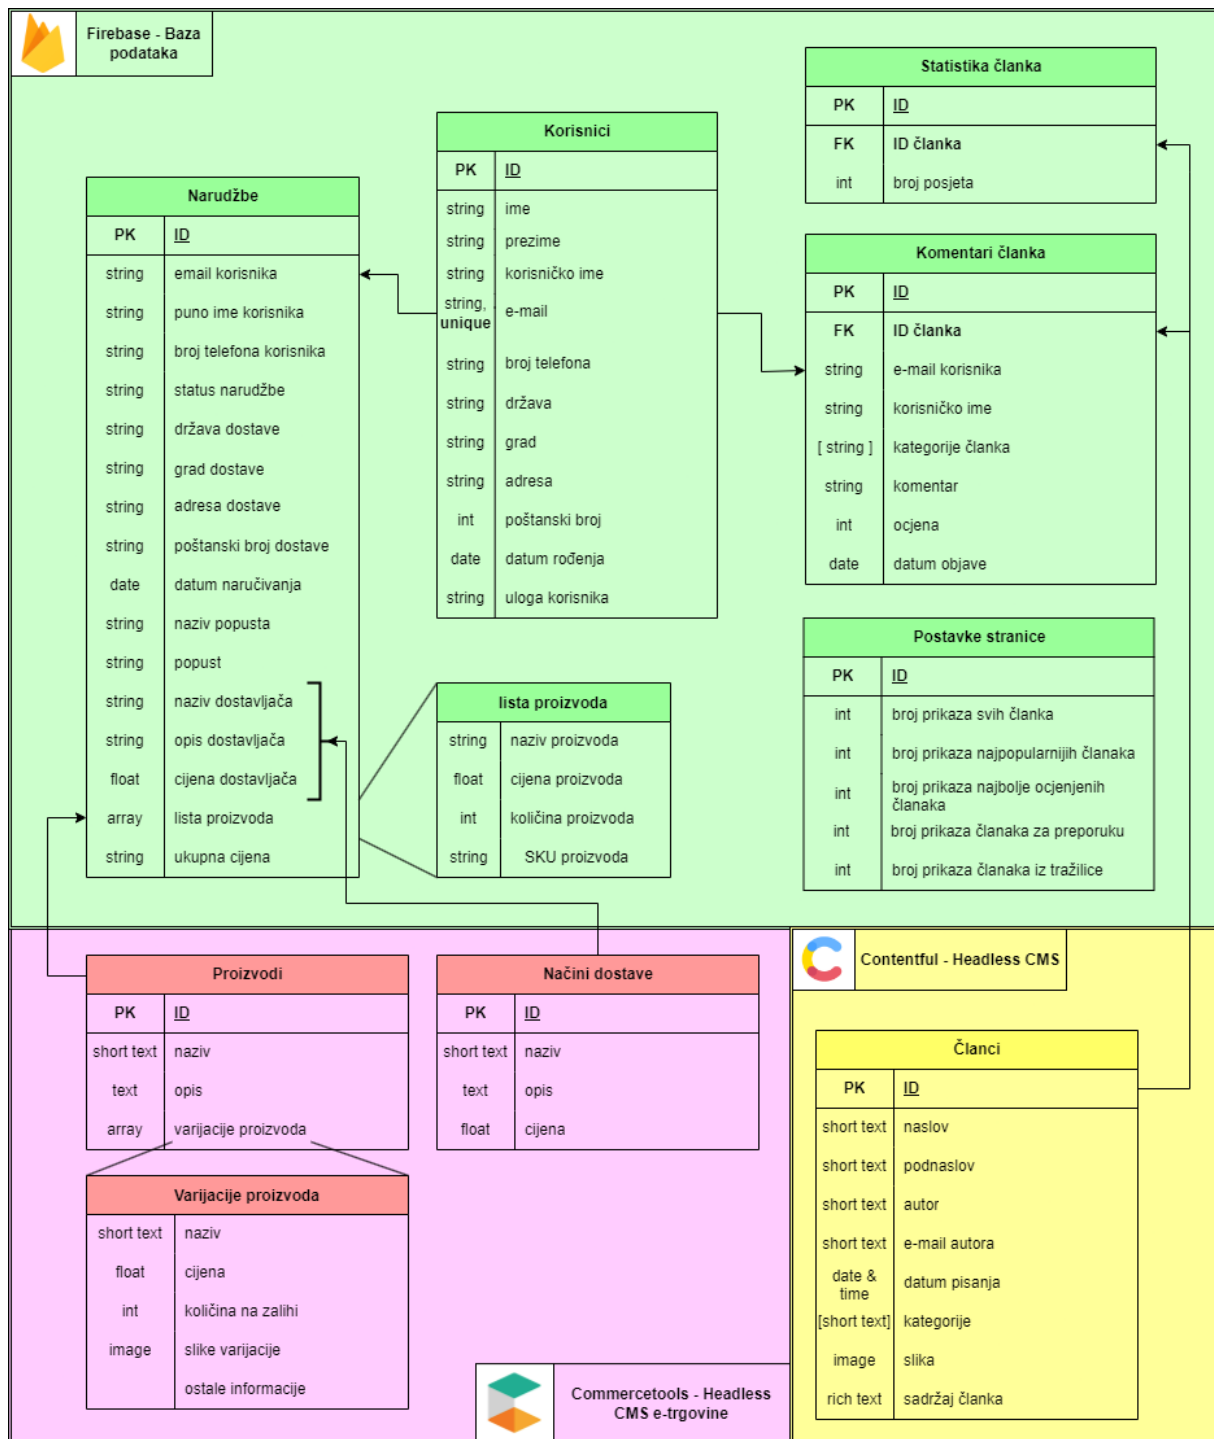 Firebase - Baza
podataka
Statistika članka
PK ID
FK ID članka
int broj posjeta
Korisnici
PK ID
string ime
string prezime
string korisničko ime
string,
unique
e-mail
string broj telefona
string država
string grad
string adresa
int poštanski broj
date datum rođenja
string uloga korisnika
Narudžbe
PK ID
string email korisnika
string puno ime korisnika
string broj telefona korisnika
string status narudžbe
string država dostave
string grad dostave
string adresa dostave
string poštanski broj dostave
date datum naručivanja
string naziv popusta
string popust
string naziv dostavljača
string opis dostavljača
float cijena dostavljača
array lista proizvoda
string ukupna cijena
Komentari članka
PK ID
FK ID članka
string e-mail korisnika
string korisničko ime
[ string ] kategorije članka
string komentar
int ocjena
date datum objave
Postavke stranice
PK ID
int broj prikaza svih članka
int broj prikaza najpopularnijih članaka
int broj prikaza najbolje ocjenjenih
članaka
int broj prikaza članaka za preporuku
int broj prikaza članaka iz tražilice
lista proizvoda
string naziv proizvoda
float cijena proizvoda
int količina proizvoda
string SKU proizvoda
Proizvodi
PK ID
short text naziv
text opis
array varijacije proizvoda
Načini dostave
PK ID
short text naziv
text opis
float cijena
Varijacije proizvoda
short text naziv
float cijena
int količina na zalihi
image slike varijacije
ostale informacije
Commercetools - Headless
CMS e-trgovine
Contentful - Headless CMS
Članci
PK ID
short text naslov
short text podnaslov
short text autor
short text e-mail autora
date &
time
datum pisanja
[short text] kategorije
image slika
rich text sadržaj članka